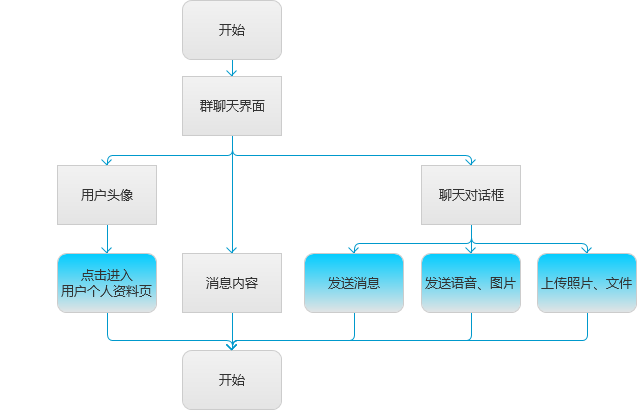 开始
群聊天界面
用户头像
聊天对话框
点击进入
用户个人资料页
消息内容
发送消息
发送语音、图片
上传照片、文件
开始